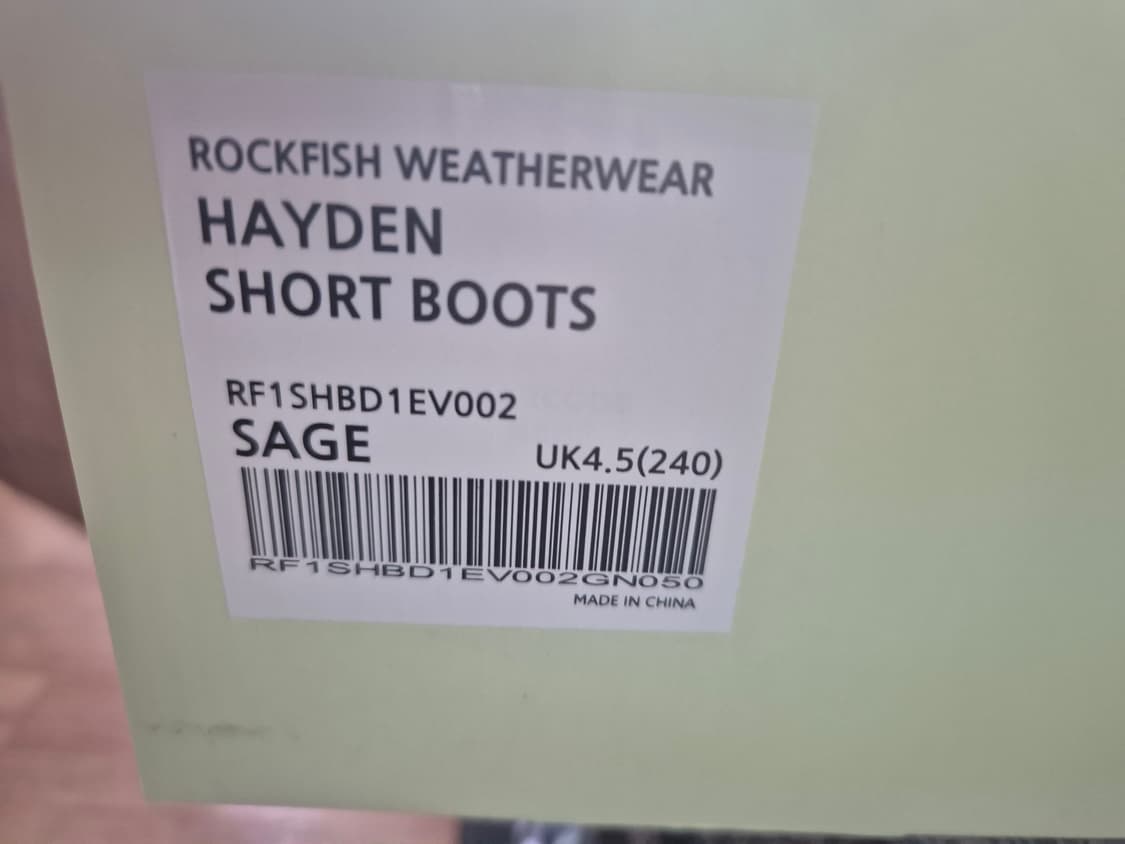 ROCKFISH WEATHERWEAR
HAYDEN
SHORT BOOTS
RF1SHBD1EV002
SAGE UK4.5(240)
RF1SHBD1EV002GN050
MADE IN CHINA